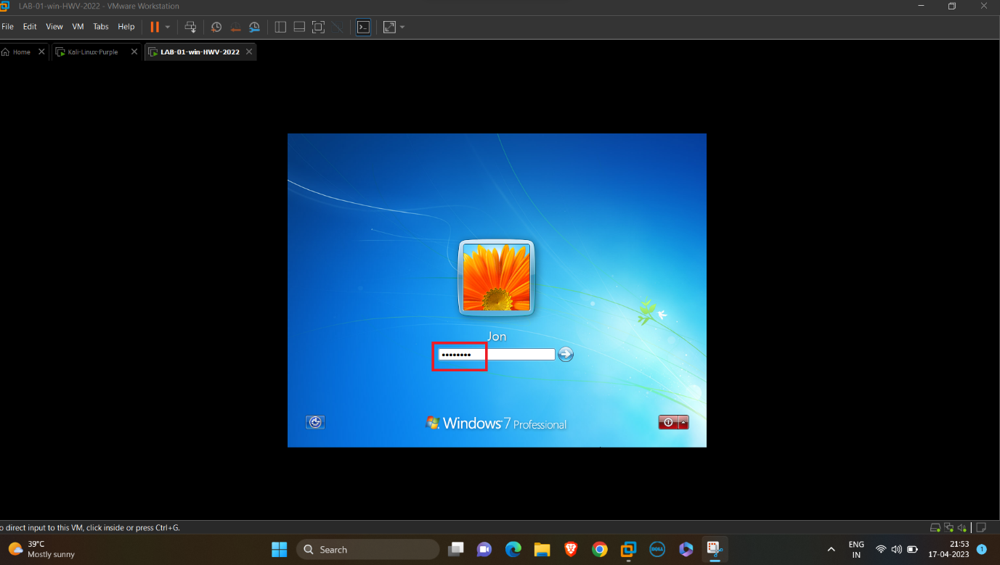 LAB-01-win-HWV-2022 - VMware Workstation
File Edit View VM Tabs Help
Home Kali-Linux-Purple LAB-01-win-HWV-2022
Jon
Windows 7 Professional
o direct input to this VM, click inside or press Ctrl+G.
39°C
Mostly sunny
Search
DELL
ENG
IN
21:53
17-04-2023
1